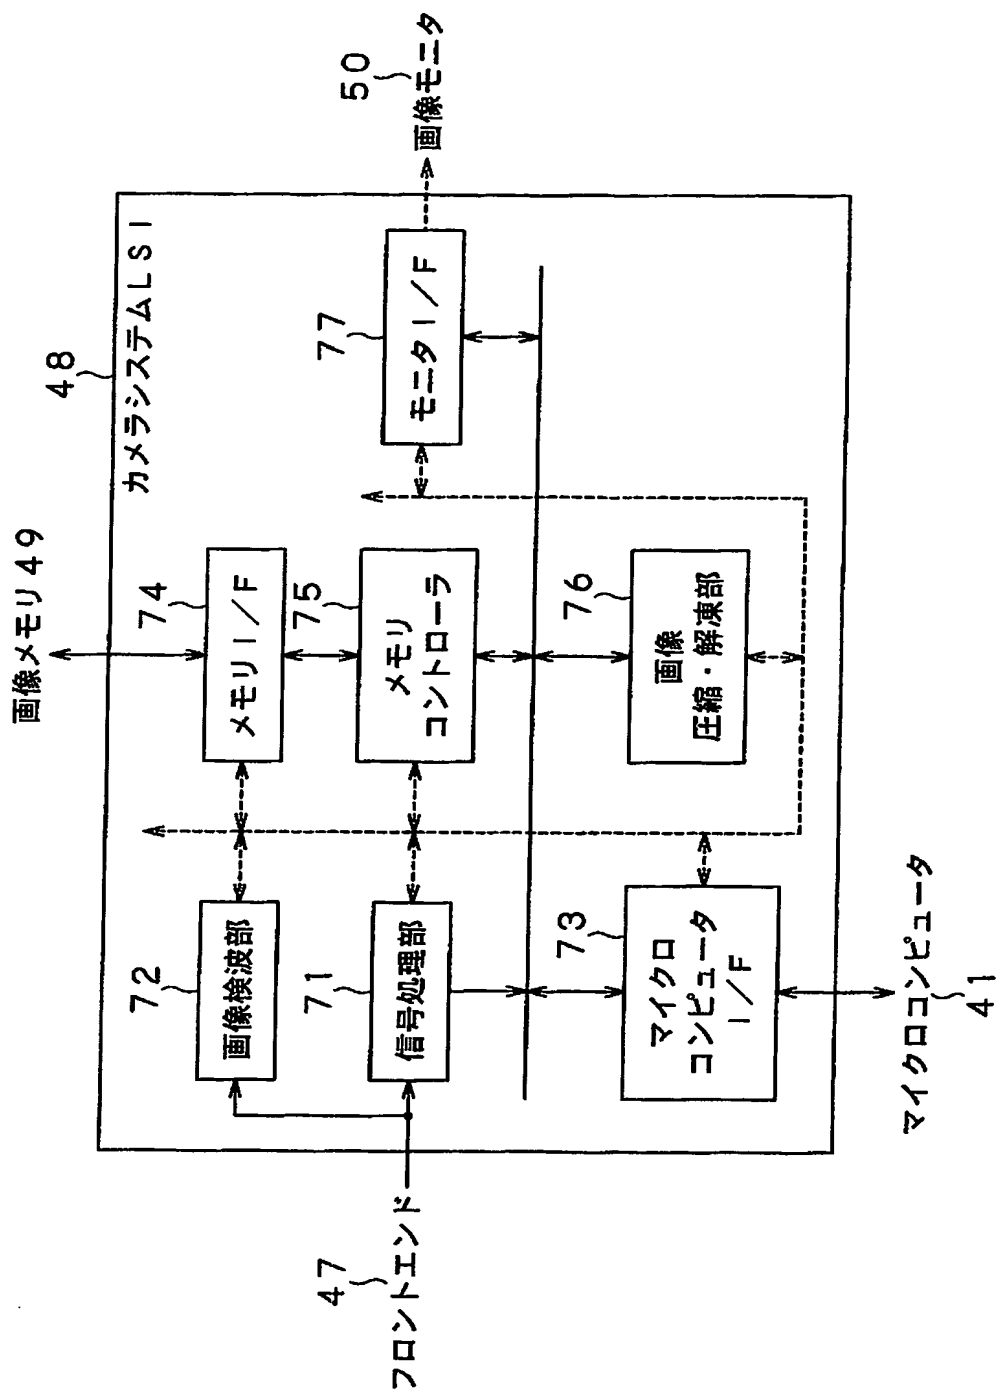 画像メモリ49
48
カメラシステムLSI
72
画像検波部
74
メモリI/F
77
モニタI/F
50
画像モニタ
47
フロントエンド
71
信号処理部
75
メモリ
コントローラ
73
マイクロ
コンピュータ
I/F
76
画像
圧縮・解凍部
マイクロコンピュータ
41